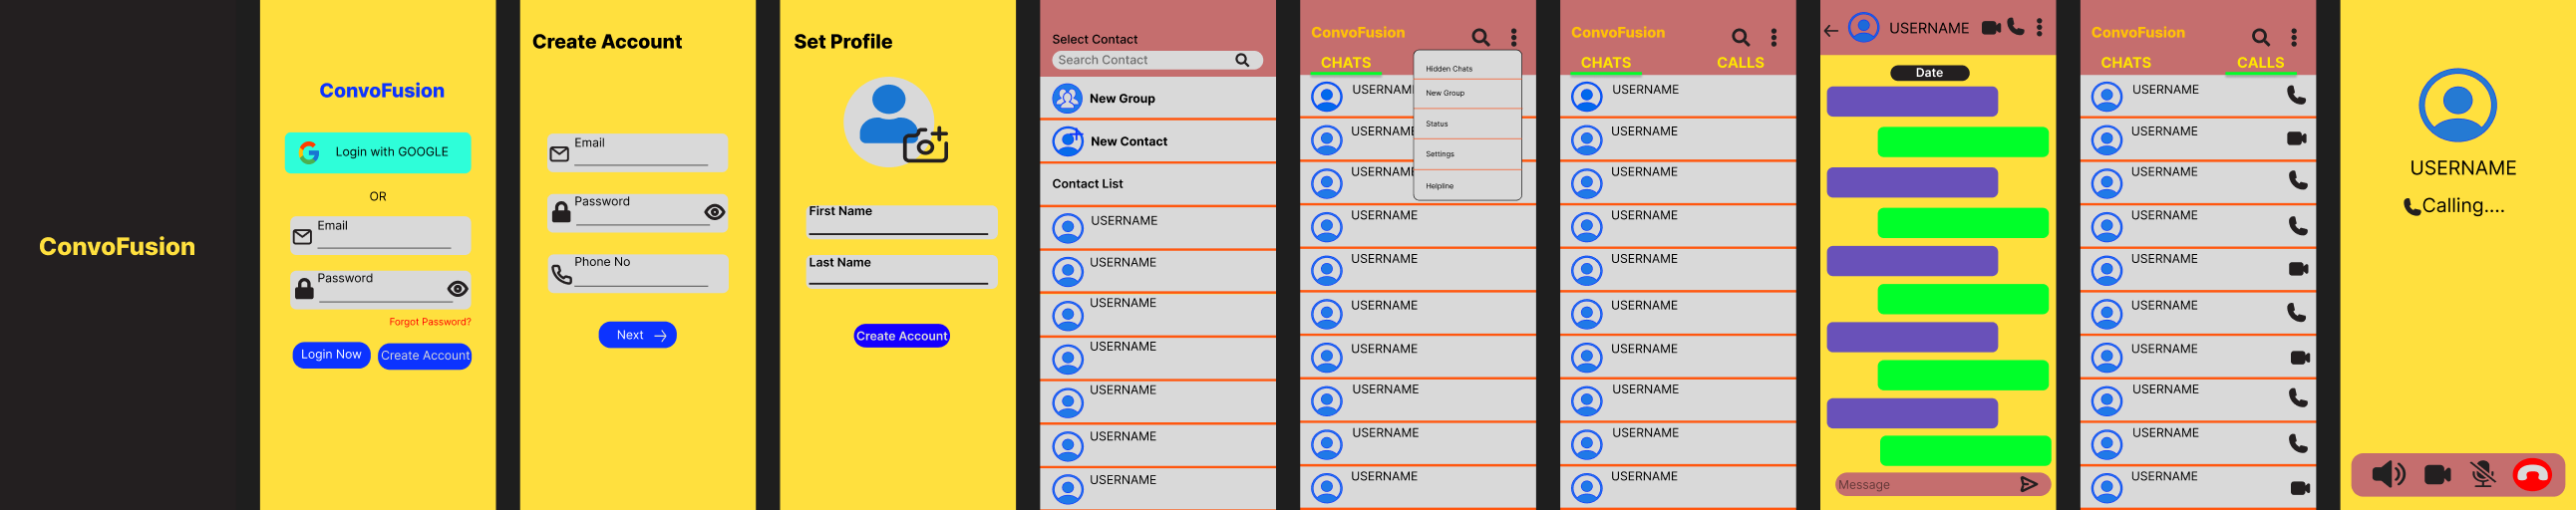 ConvoFusion
ConvoFusion
Login with GOOGLE
OR
Email
Password
Forgot Password?
Login Now
Create Account
Create Account
Email
Password
Phone No
Next
Set Profile
First Name
Last Name
Create Account
Select Contact
Search Contact
New Group
New Contact
Contact List
USERNAME
USERNAME
USERNAME
USERNAME
USERNAME
USERNAME
USERNAME
ConvoFusion
CHATS
Hidden Chats
New Group
Status
Settings
Helpline
USERNAM
USERNAME
USERNAME
USERNAME
USERNAME
USERNAME
USERNAME
USERNAME
USERNAME
USERNAME
ConvoFusion
CHATS
CALLS
USERNAME
USERNAME
USERNAME
USERNAME
USERNAME
USERNAME
USERNAME
USERNAME
USERNAME
USERNAME
USERNAME
Date
Message
ConvoFusion
CHATS
CALLS
USERNAME
USERNAME
USERNAME
USERNAME
USERNAME
USERNAME
USERNAME
USERNAME
USERNAME
USERNAME
USERNAME
Calling....